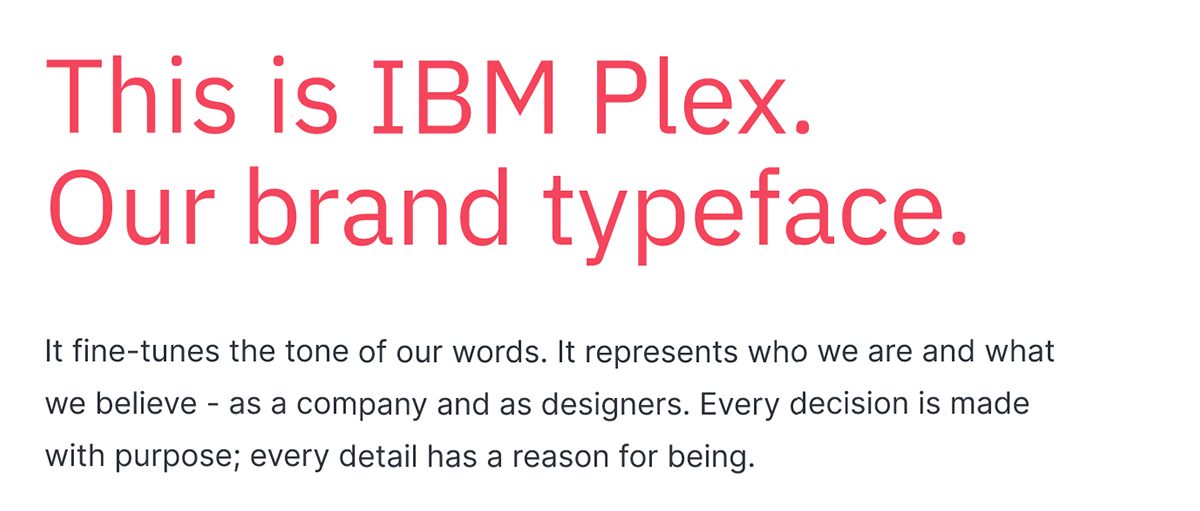 This is IBM Plex.
Our brand typeface.
It fine-tunes the tone of our words. It represents who we are and what
we believe - as a company and as designers. Every decision is made
with purpose; every detail has a reason for being.